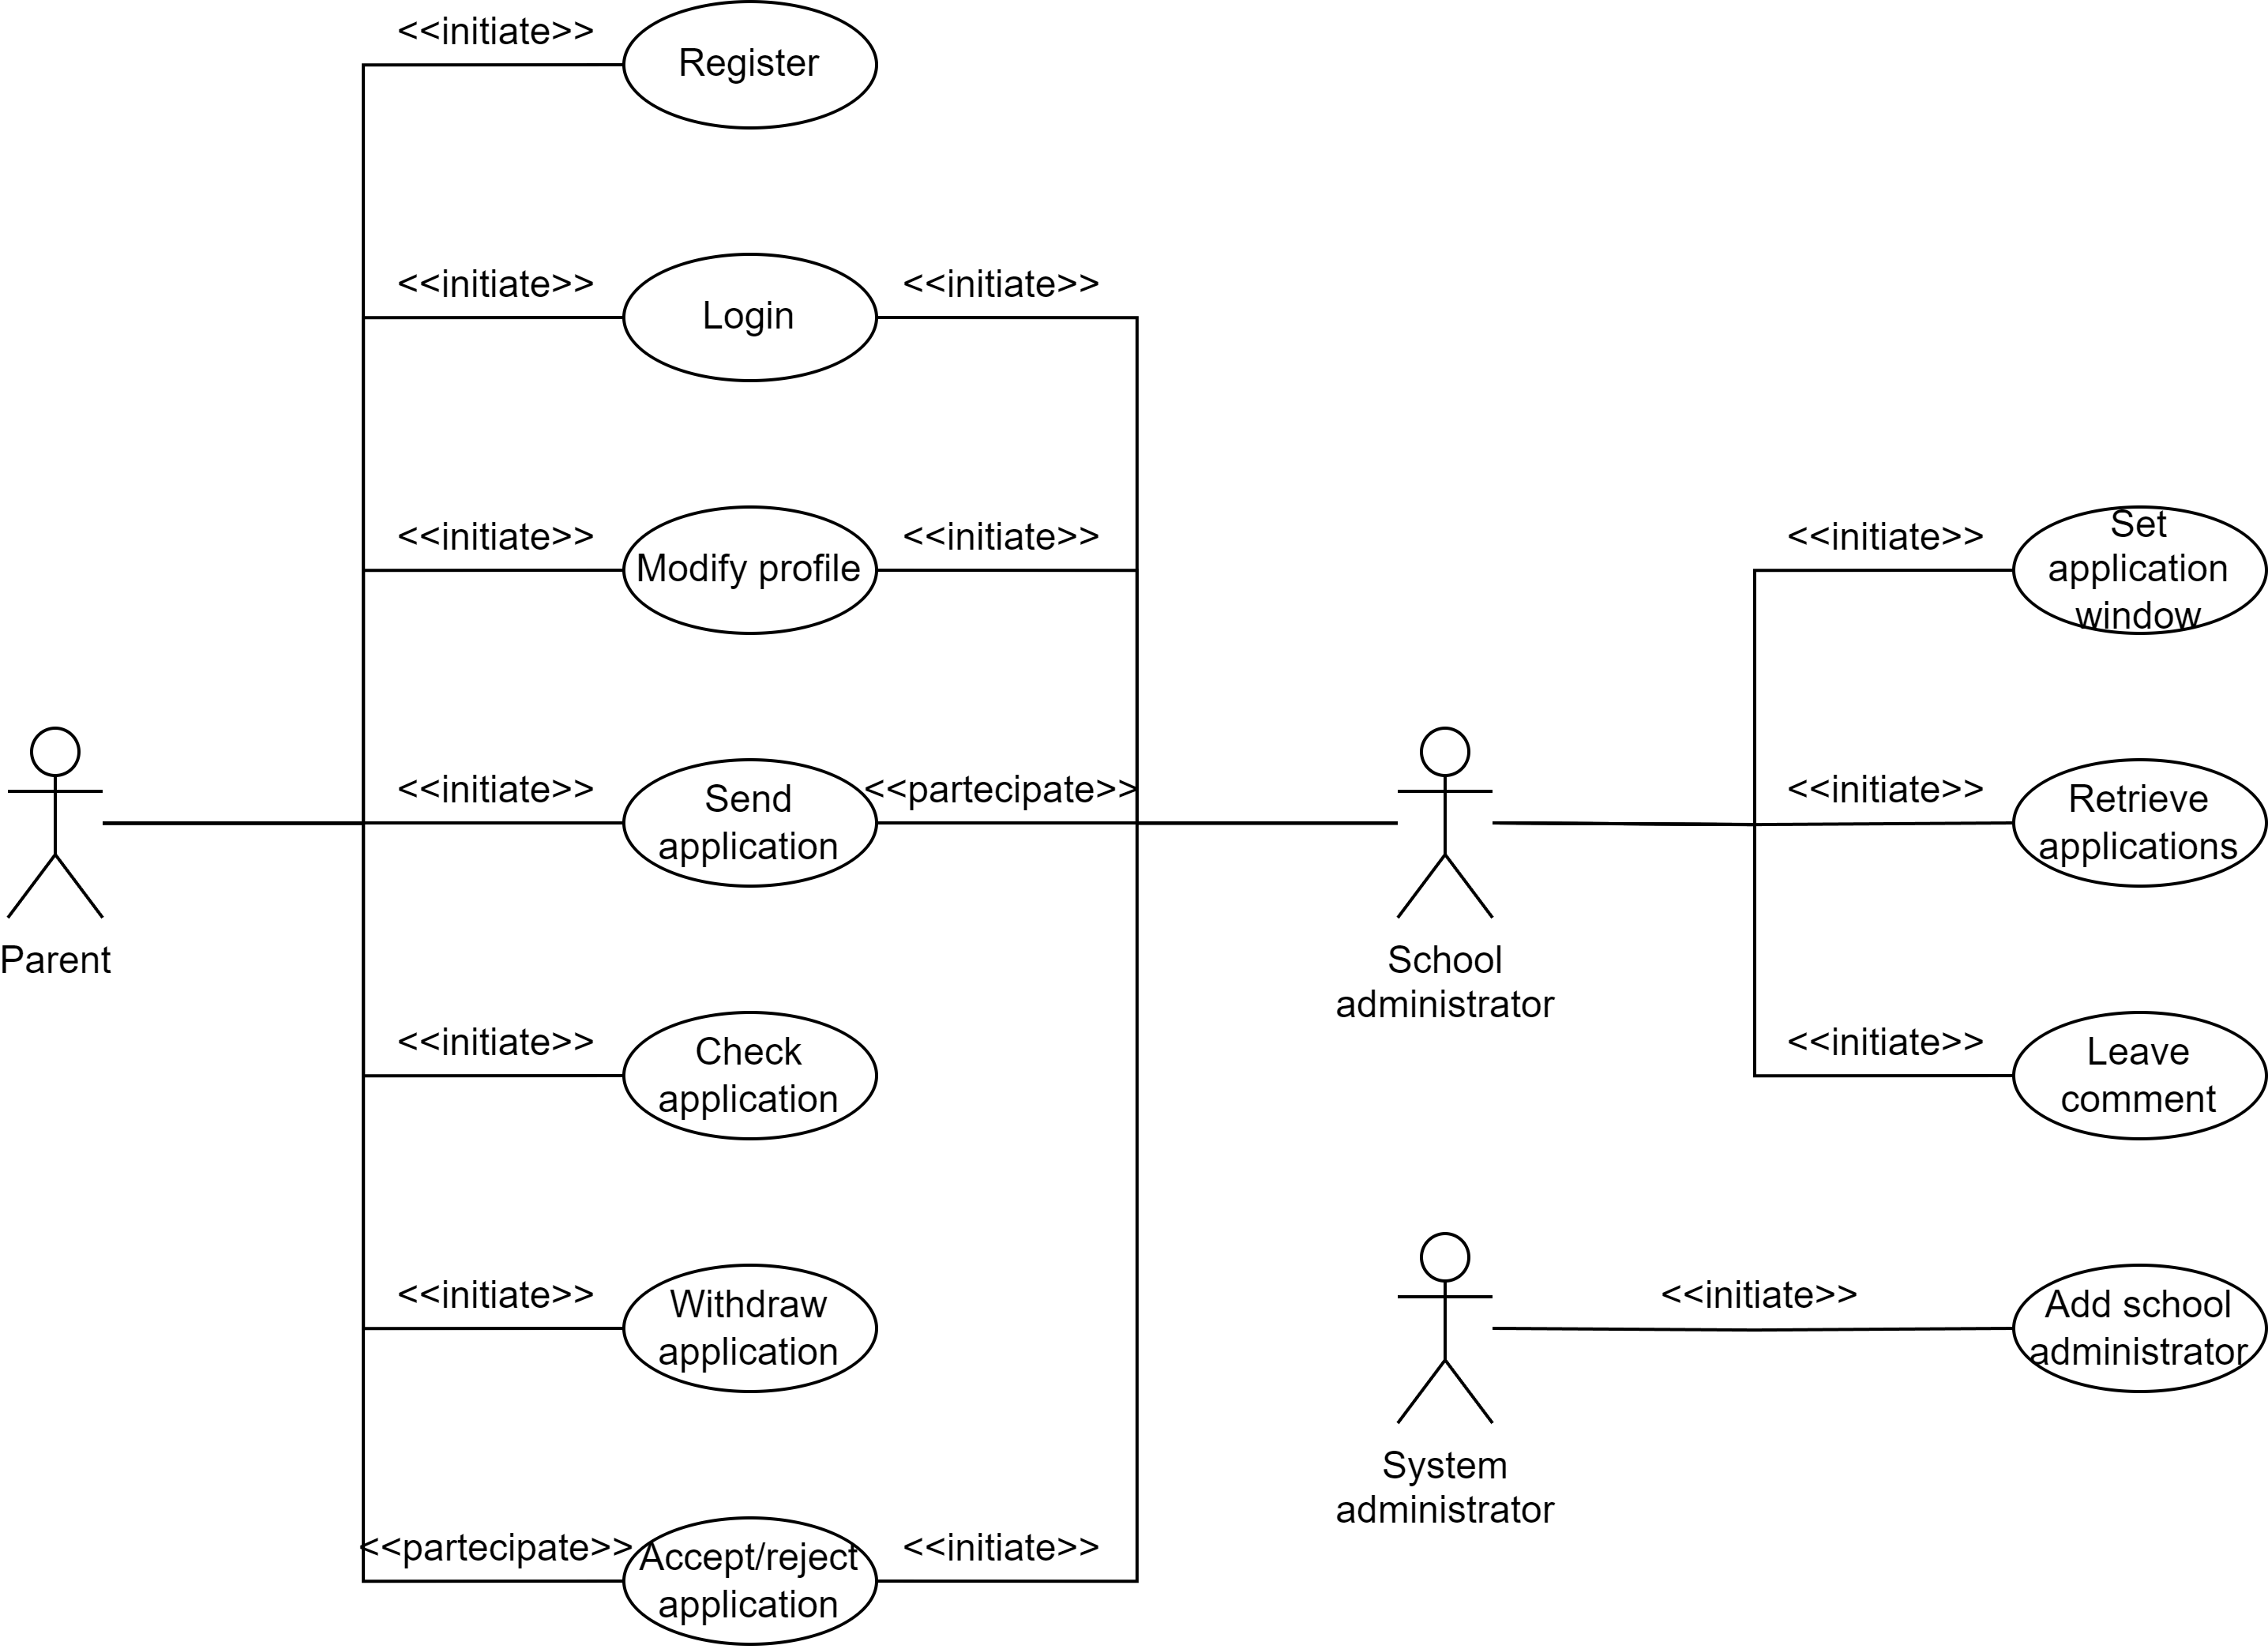 <<initiate>>
Register
<<initiate>>
Login
<<initiate>>
<<initiate>>
Modify profile
<<initiate>>
<<initiate>>
Set
application
window
<<initiate>>
Send
application
<<partecipate>>
<<initiate>>
Retrieve
applications
Parent
School
administrator
<<initiate>>
Check
application
<<initiate>>
Leave
comment
<<initiate>>
Withdraw
application
<<initiate>>
Add school
administrator
System
administrator
<<partecipate>>
Accept/reject
application
<<initiate>>